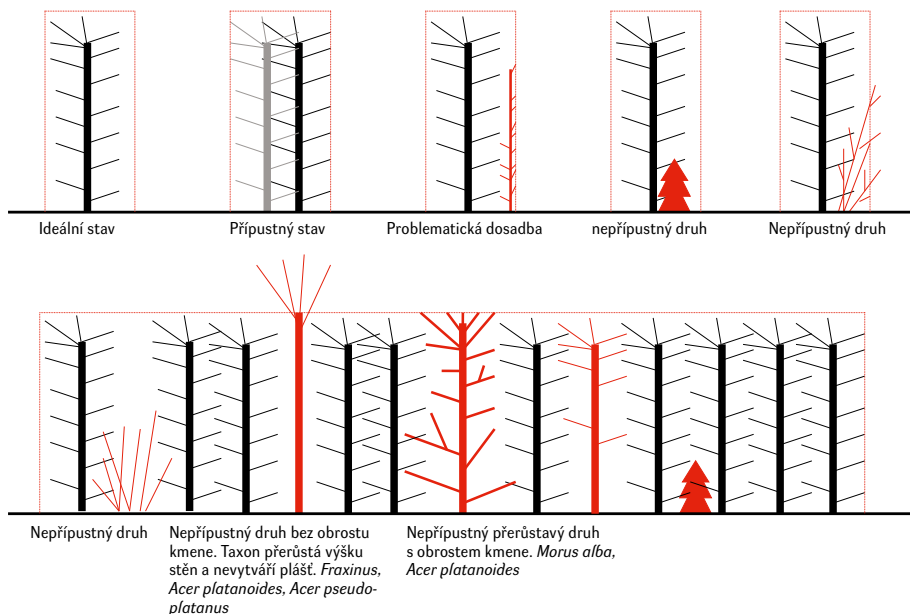 Ideální stav
Přípustný stav
Problematická dosadba
nepřípustný druh
Nepřípustný druh
Nepřípustný druh
Nepřípustný druh bez obrostu
kmene. Taxon přerůstá výšku
stěn a nevytváří plášť. Fraxinus,
Acer platanoides, Acer pseudo-
platanus
Nepřípustný přerůstavý druh
s obrostem kmene. Morus alba,
Acer platanoides